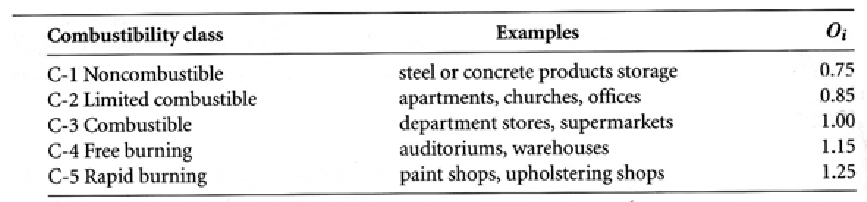 Combustibility class Examples Oi
C-1 Noncombustible steel or concrete products storage 0.75
C-2 Limited combustible apartments, churches, offices 0.85
C-3 Combustible department stores, supermarkets 1.00
C-4 Free burning auditoriums, warehouses 1.15
C-5 Rapid burning paint shops, upholstering shops 1.25